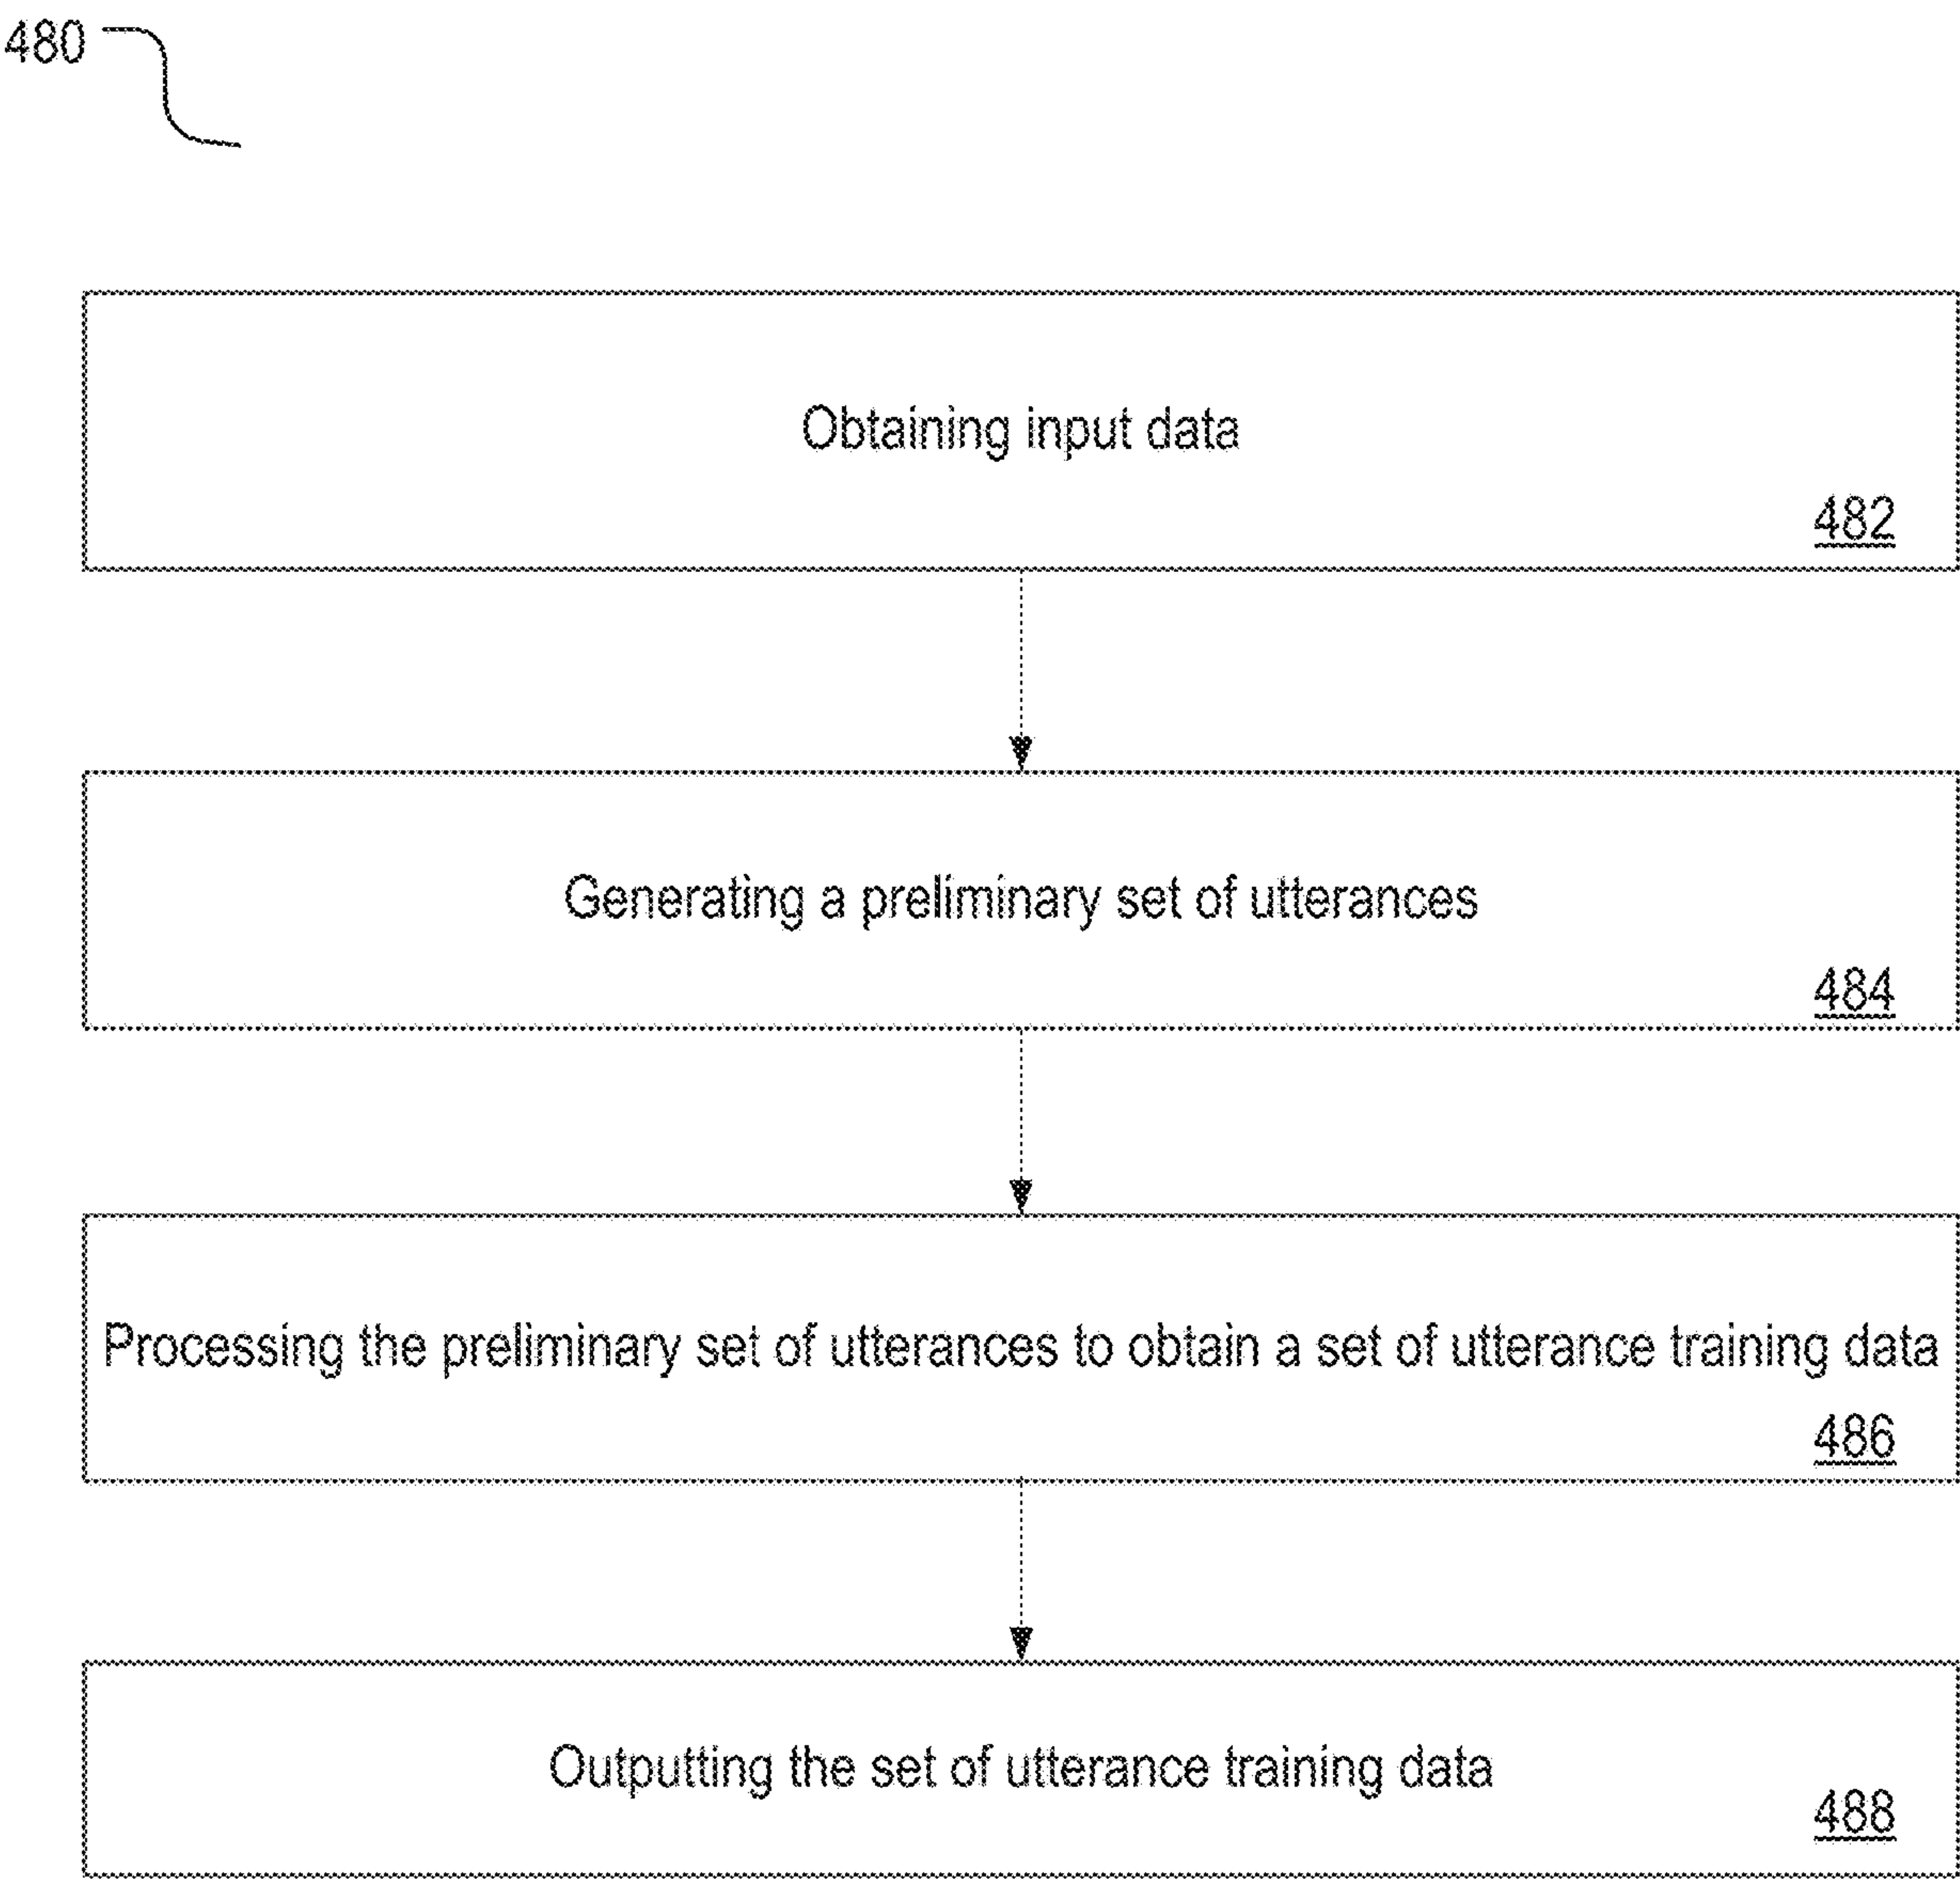 480
Obtaining input data
482
Generating a preliminary set of utterances
484
Processing the preliminary set of utterances to obtain a set of utterance training data
486
Outputting the set of utterance training data
488